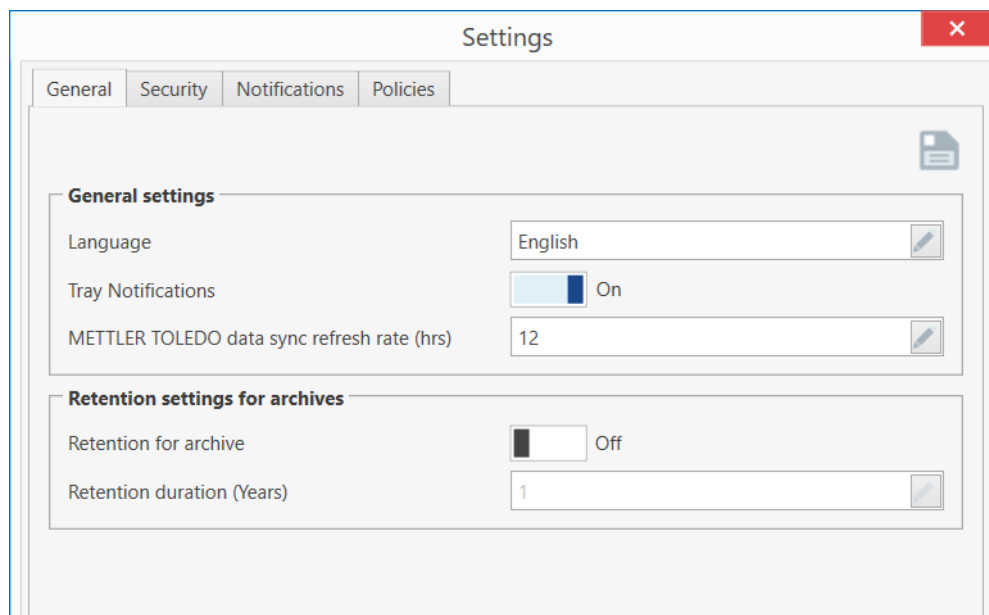 Settings
General Security Notifications Policies
General settings
Language English
Tray Notifications On
METTLER TOLEDO data sync refresh rate (hrs) 12
Retention settings for archives
Retention for archive Off
Retention duration (Years) 1